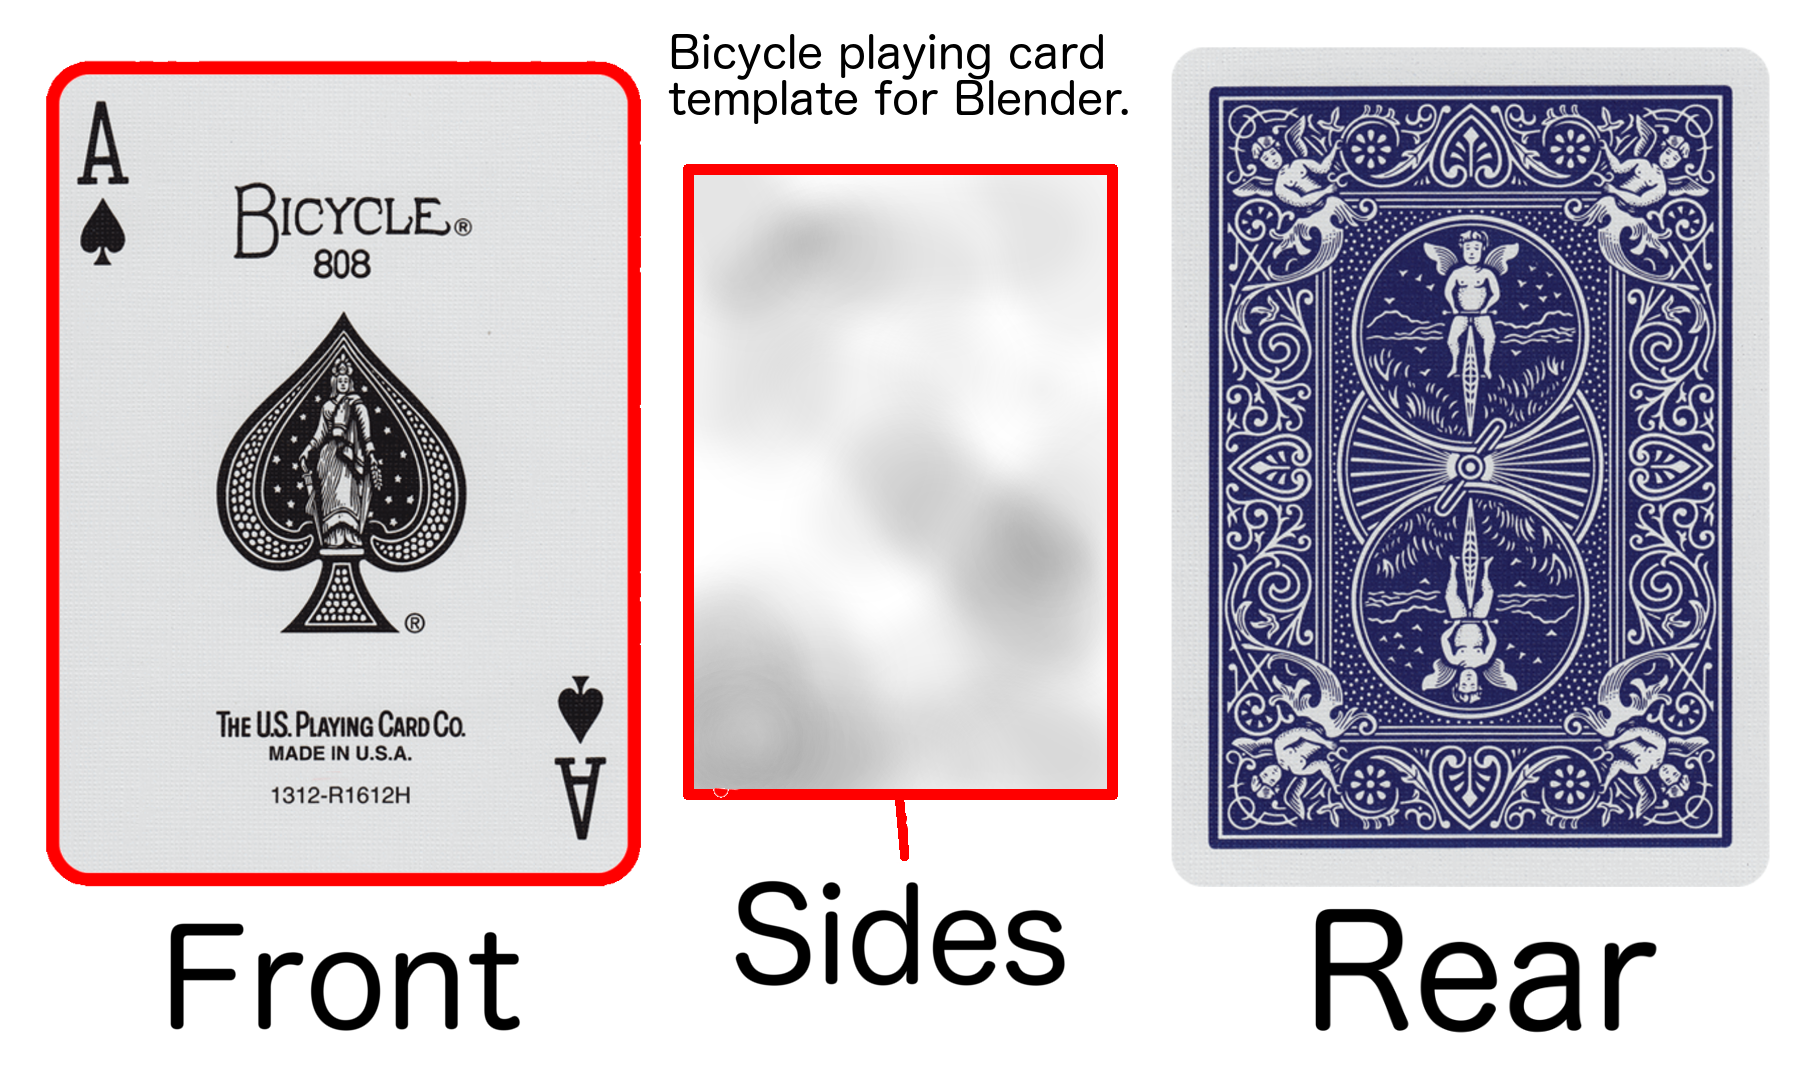 Bicycle playing card
template for Blender.
A
BICYCLE®
808
®
THE U.S. PLAYING CARD CO.
MADE IN U.S.A.
1312-R1612H
A
Front
Sides
Rear